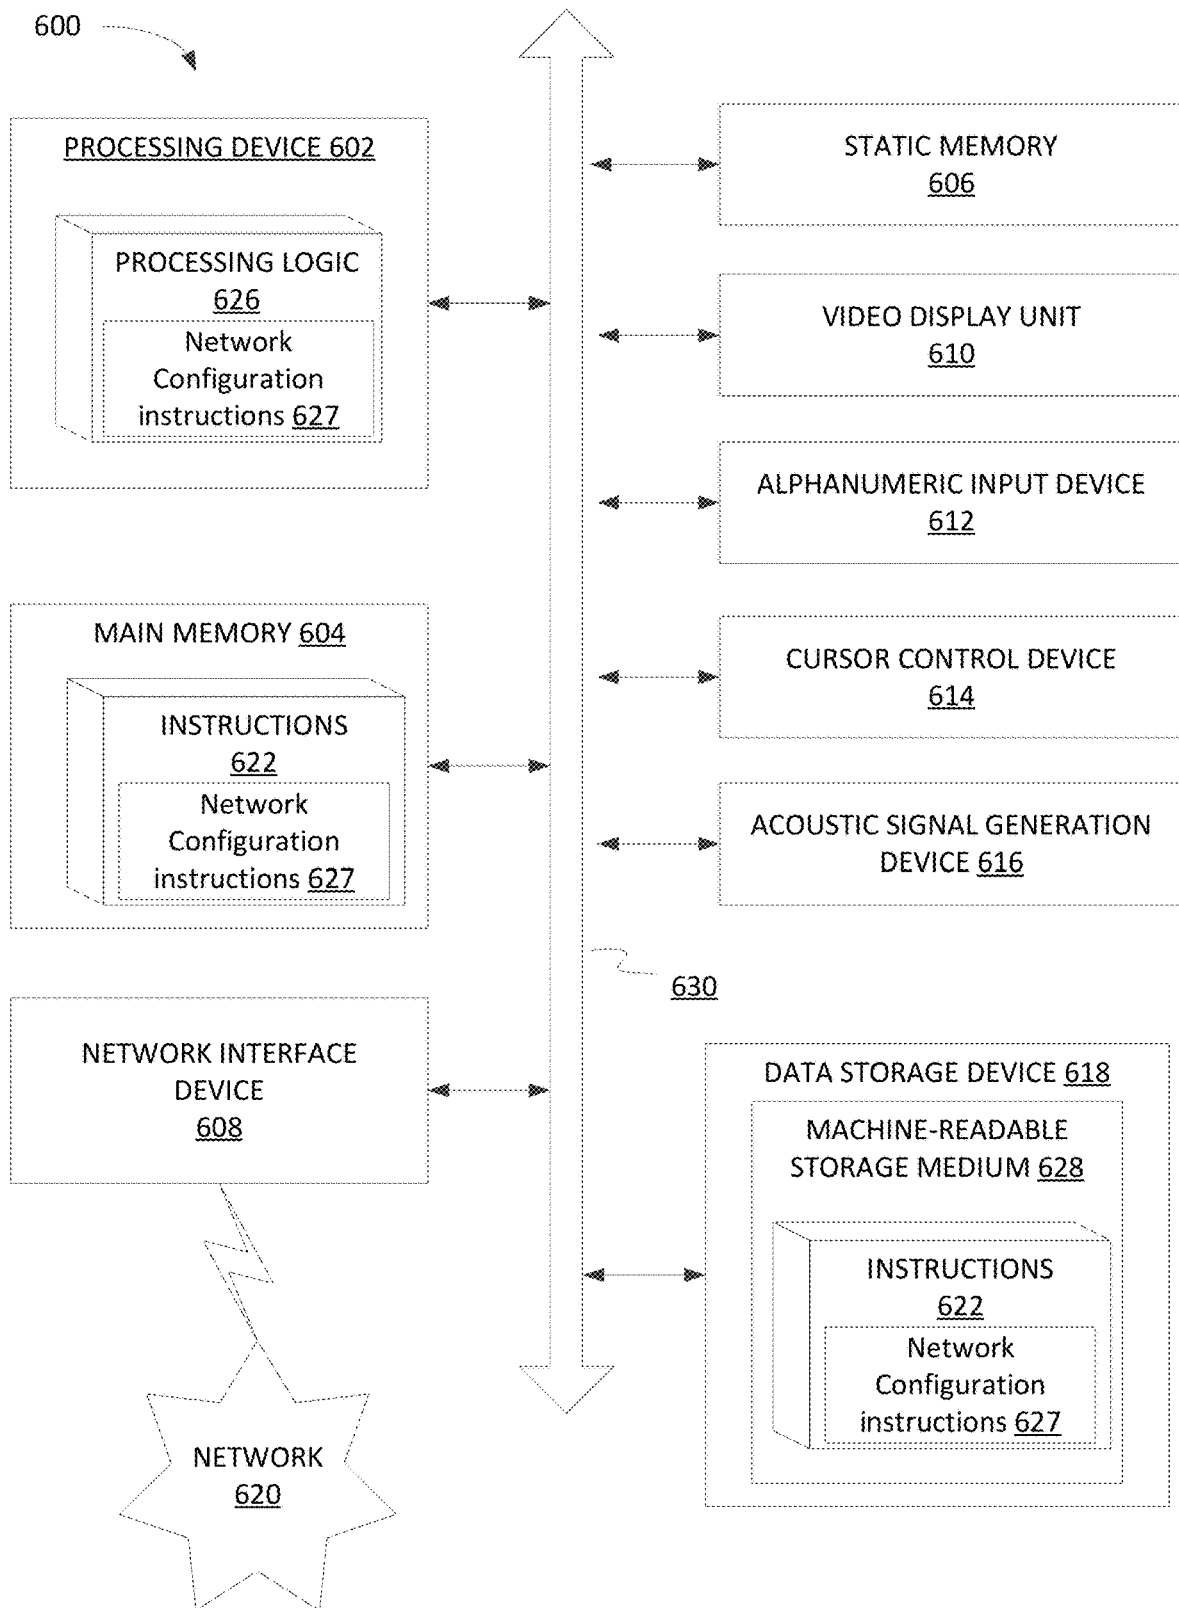 600
PROCESSING DEVICE 602
PROCESSING LOGIC
626
Network
Configuration
instructions 627
MAIN MEMORY 604
INSTRUCTIONS
622
Network
Configuration
instructions 627
NETWORK INTERFACE
DEVICE
608
NETWORK
620
STATIC MEMORY
606
VIDEO DISPLAY UNIT
610
ALPHANUMERIC INPUT DEVICE
612
CURSOR CONTROL DEVICE
614
ACOUSTIC SIGNAL GENERATION
DEVICE 616
630
DATA STORAGE DEVICE 618
MACHINE-READABLE
STORAGE MEDIUM 628
INSTRUCTIONS
622
Network
Configuration
instructions 627